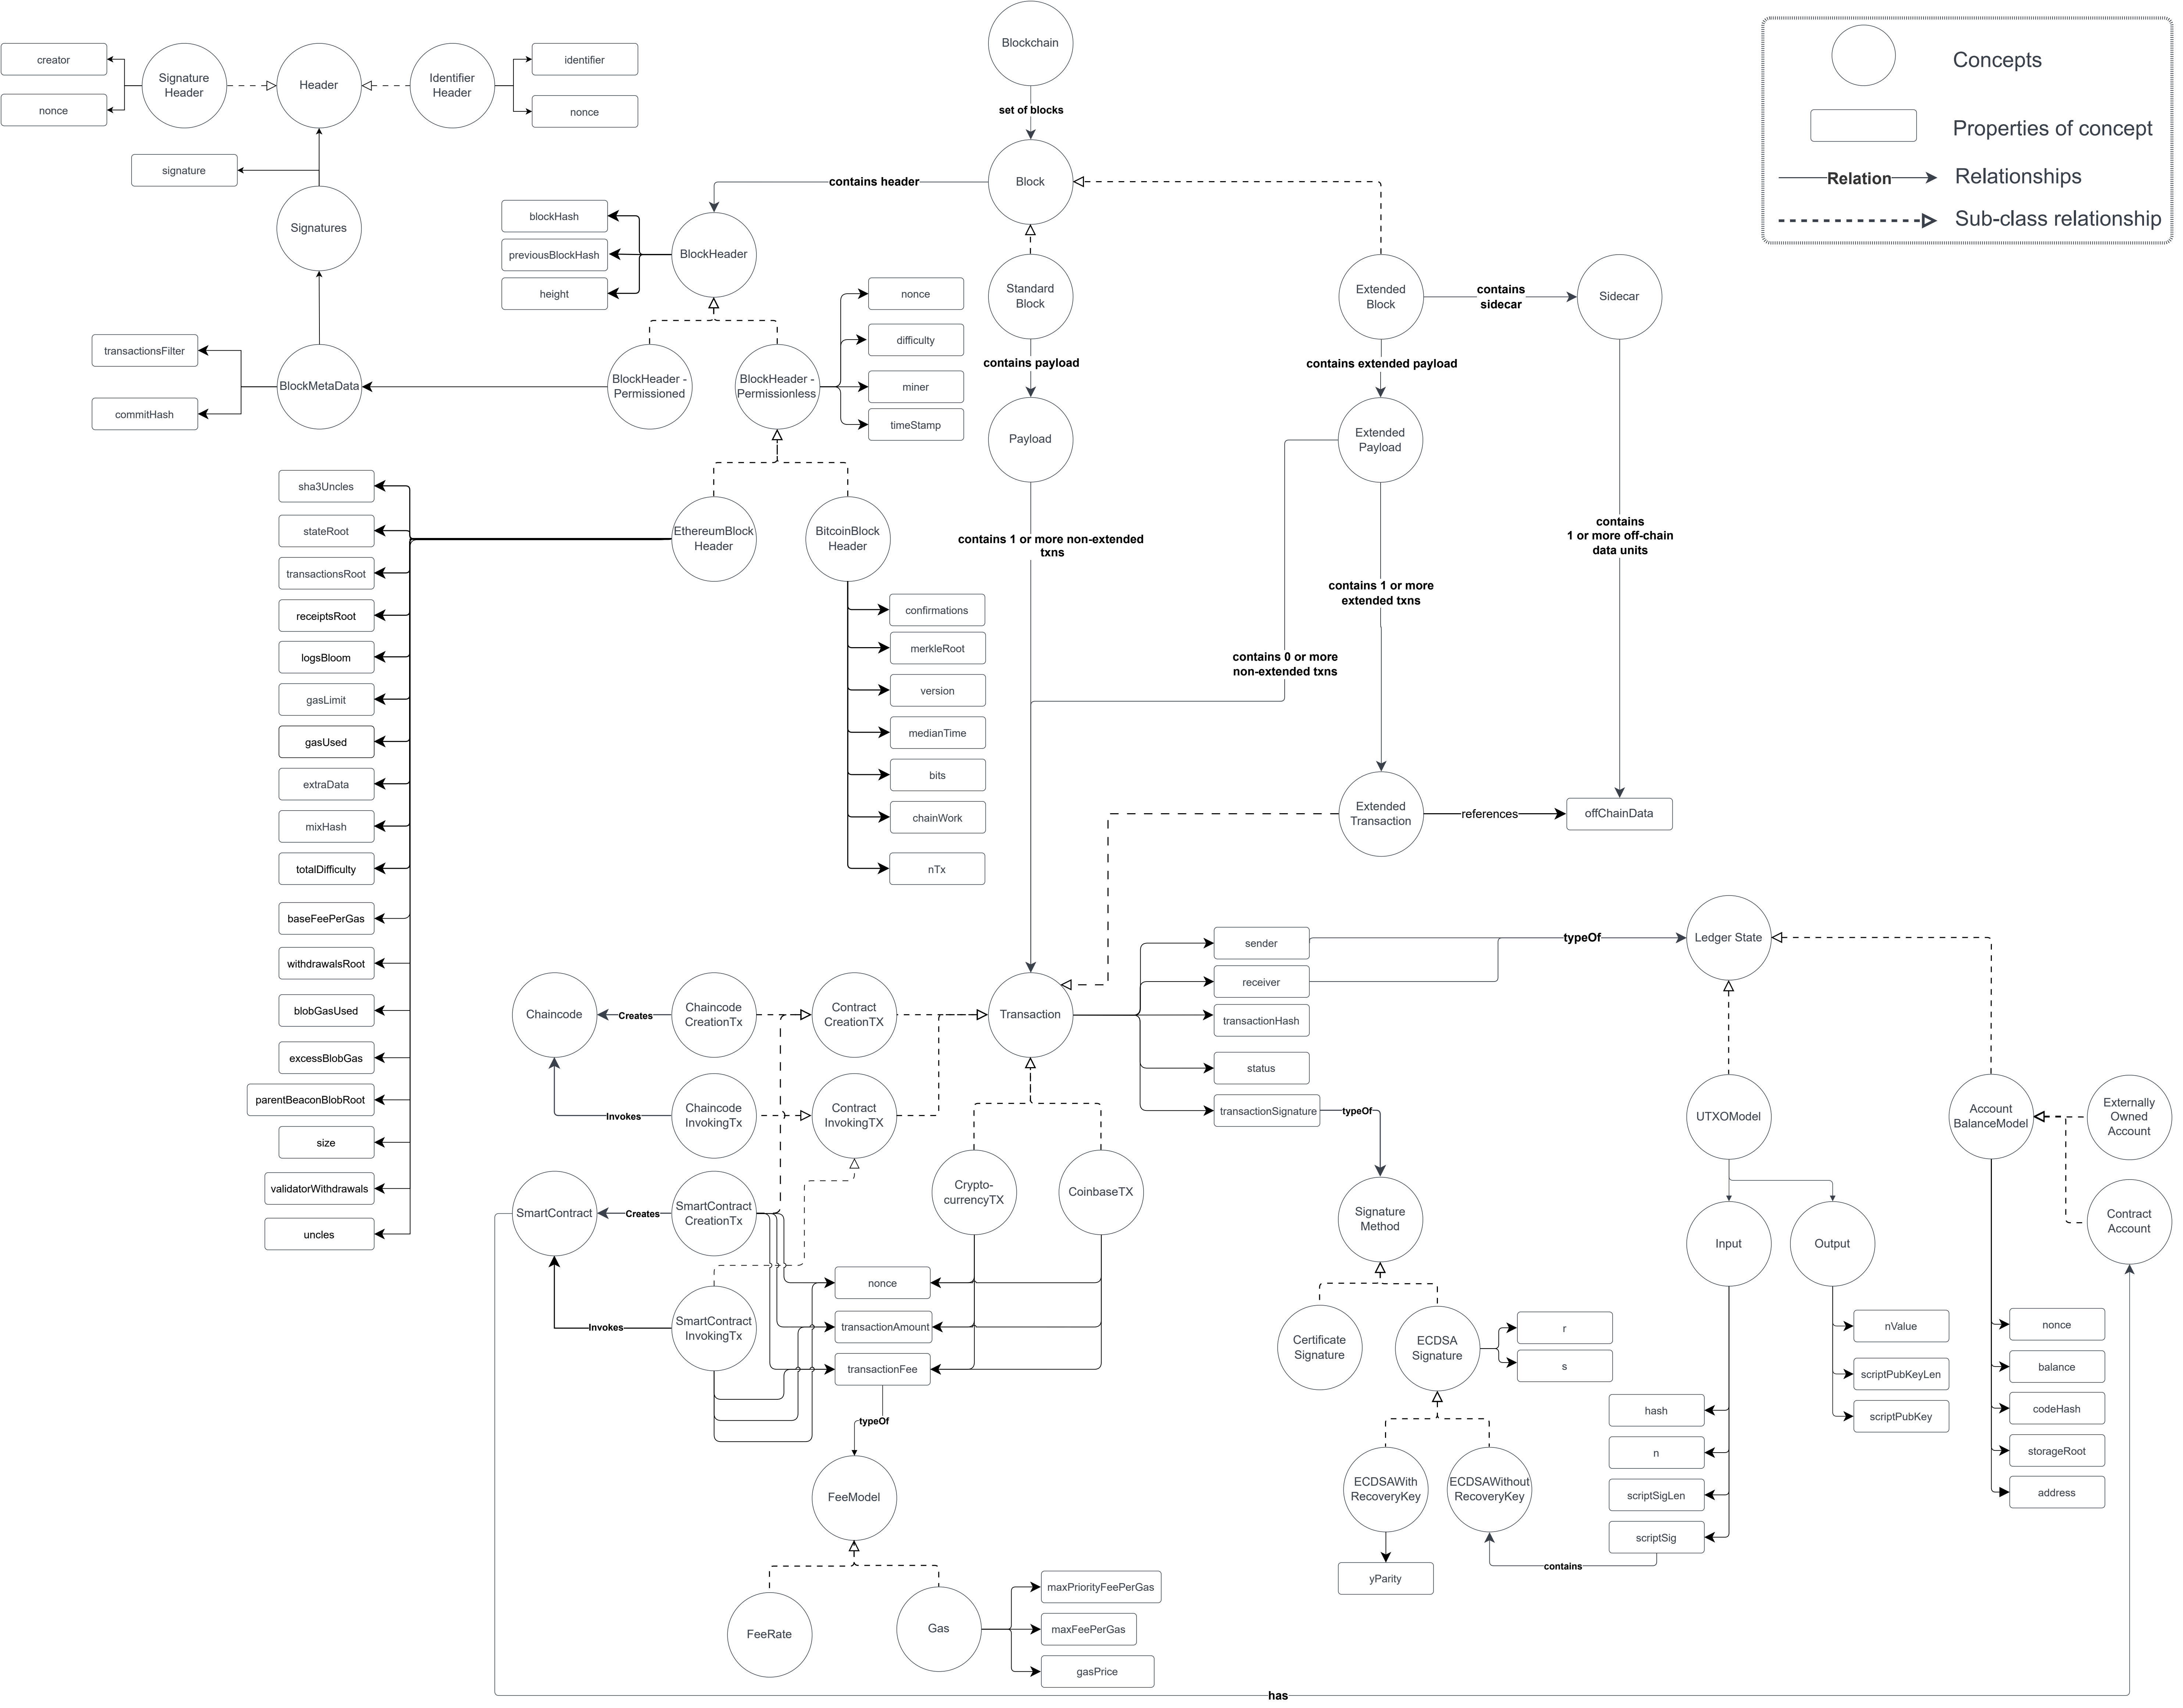 Blockchain
set of blocks
Block
contains header
Concepts
Properties of concept
Relation
Relationships
Sub-class relationship
creator
nonce
Signature
Header
Header
Identifier
Header
identifier
nonce
signature
Signatures
transactionsFilter
commitHash
BlockMetaData
blockHash
previousBlockHash
height
BlockHeader
BlockHeader -
Permissioned
BlockHeader -
Permissionless
nonce
difficulty
miner
timeStamp
Standard
Block
contains payload
Payload
contains 1 or more non-extended
txns
Extended
Block
contains
sidecar
Sidecar
contains extended payload
Extended
Payload
contains 1 or more
extended txns
contains 0 or more
non-extended txns
contains
1 or more off-chain
data units
Extended
Transaction
references
offChainData
EthereumBlock
Header
BitcoinBlock
Header
sha3Uncles
stateRoot
transactionsRoot
receiptsRoot
logsBloom
gasLimit
gasUsed
extraData
mixHash
totalDifficulty
baseFeePerGas
withdrawalsRoot
blobGasUsed
excessBlobGas
parentBeaconBlobRoot
size
validatorWithdrawals
uncles
confirmations
merkleRoot
version
medianTime
bits
chainWork
nTx
Chaincode
Creates
Chaincode
CreationTx
Contract
CreationTX
Transaction
Invokes
Chaincode
InvokingTx
Contract
InvokingTX
SmartContract
Creates
SmartContract
CreationTx
Invokes
SmartContract
InvokingTx
Crypto-
currencyTX
CoinbaseTX
nonce
transactionAmount
transactionFee
typeOf
FeeModel
FeeRate
Gas
maxPriorityFeePerGas
maxFeePerGas
gasPrice
sender
receiver
transactionHash
status
transactionSignature
typeOf
typeOf
Ledger State
Signature
Method
Certificate
Signature
ECDSA
Signature
r
s
ECDSAWith
RecoveryKey
ECDSAWithout
RecoveryKey
yParity
contains
UTXOModel
Input
Output
hash
n
scriptSigLen
scriptSig
nValue
scriptPubKeyLen
scriptPubKey
Account
BalanceModel
Externally
Owned
Account
Contract
Account
nonce
balance
codeHash
storageRoot
address
has